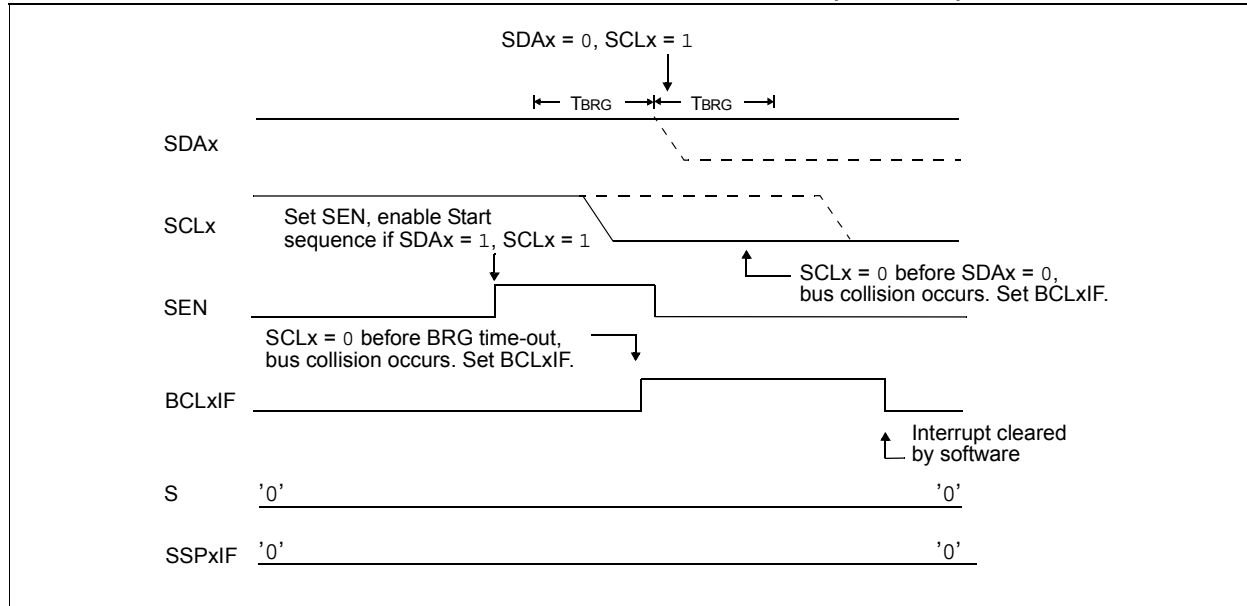 SDAx = 0, SCLx = 1
TBRG TBRG
SDAx
SCLx
Set SEN, enable Start
sequence if SDAx = 1, SCLx = 1
SCLx = 0 before SDAx = 0,
bus collision occurs. Set BCLxIF.
SEN
SCLx = 0 before BRG time-out,
bus collision occurs. Set BCLxIF.
BCLxIF
Interrupt cleared
by software
S '0' '0'
SSPxIF '0' '0'